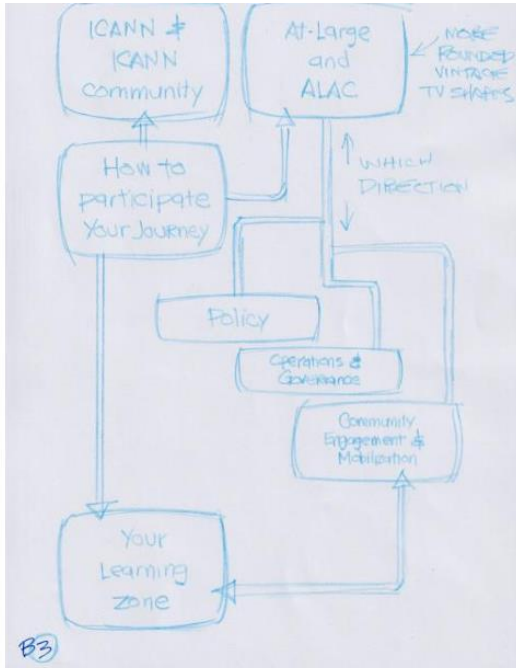 ICANN &
ICANN
community
At-Large
and
ALAC
MORE
ROUNDED
VINTAGE
TV SHAPES
How to
participate
Your Journey
WHICH
DIRECTION
Policy
Operations &
Governance
Community
Engagement &
Mobilization
Your
Learning
Zone
B3